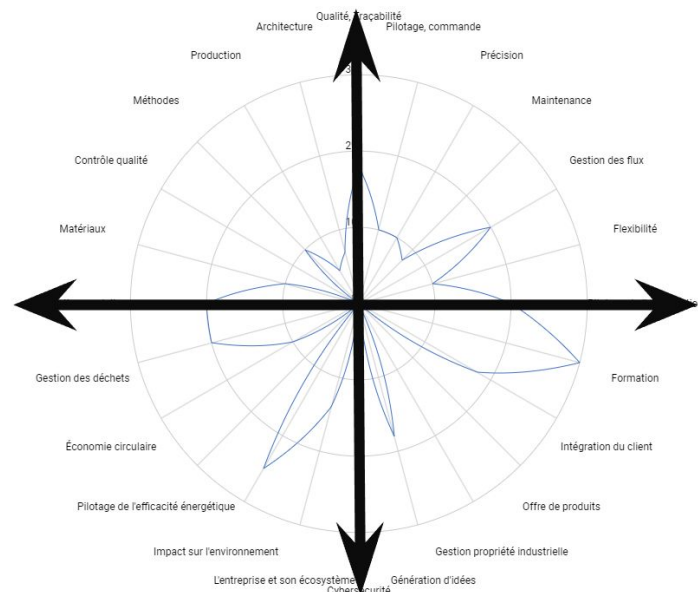 Qualité, Traçabilité
Architecture
Pilotage, commande
Production
Précision
Méthodes
Maintenance
Contrôle qualité
Gestion des flux
Matériaux
Flexibilité
Gestion des déchets
Formation
Économie circulaire
Intégration du client
Pilotage de l'efficacité énergétique
Offre de produits
Impact sur l'environnement
Gestion propriété industrielle
L'entreprise et son écosystème
Génération d'idées
Cybersécurité